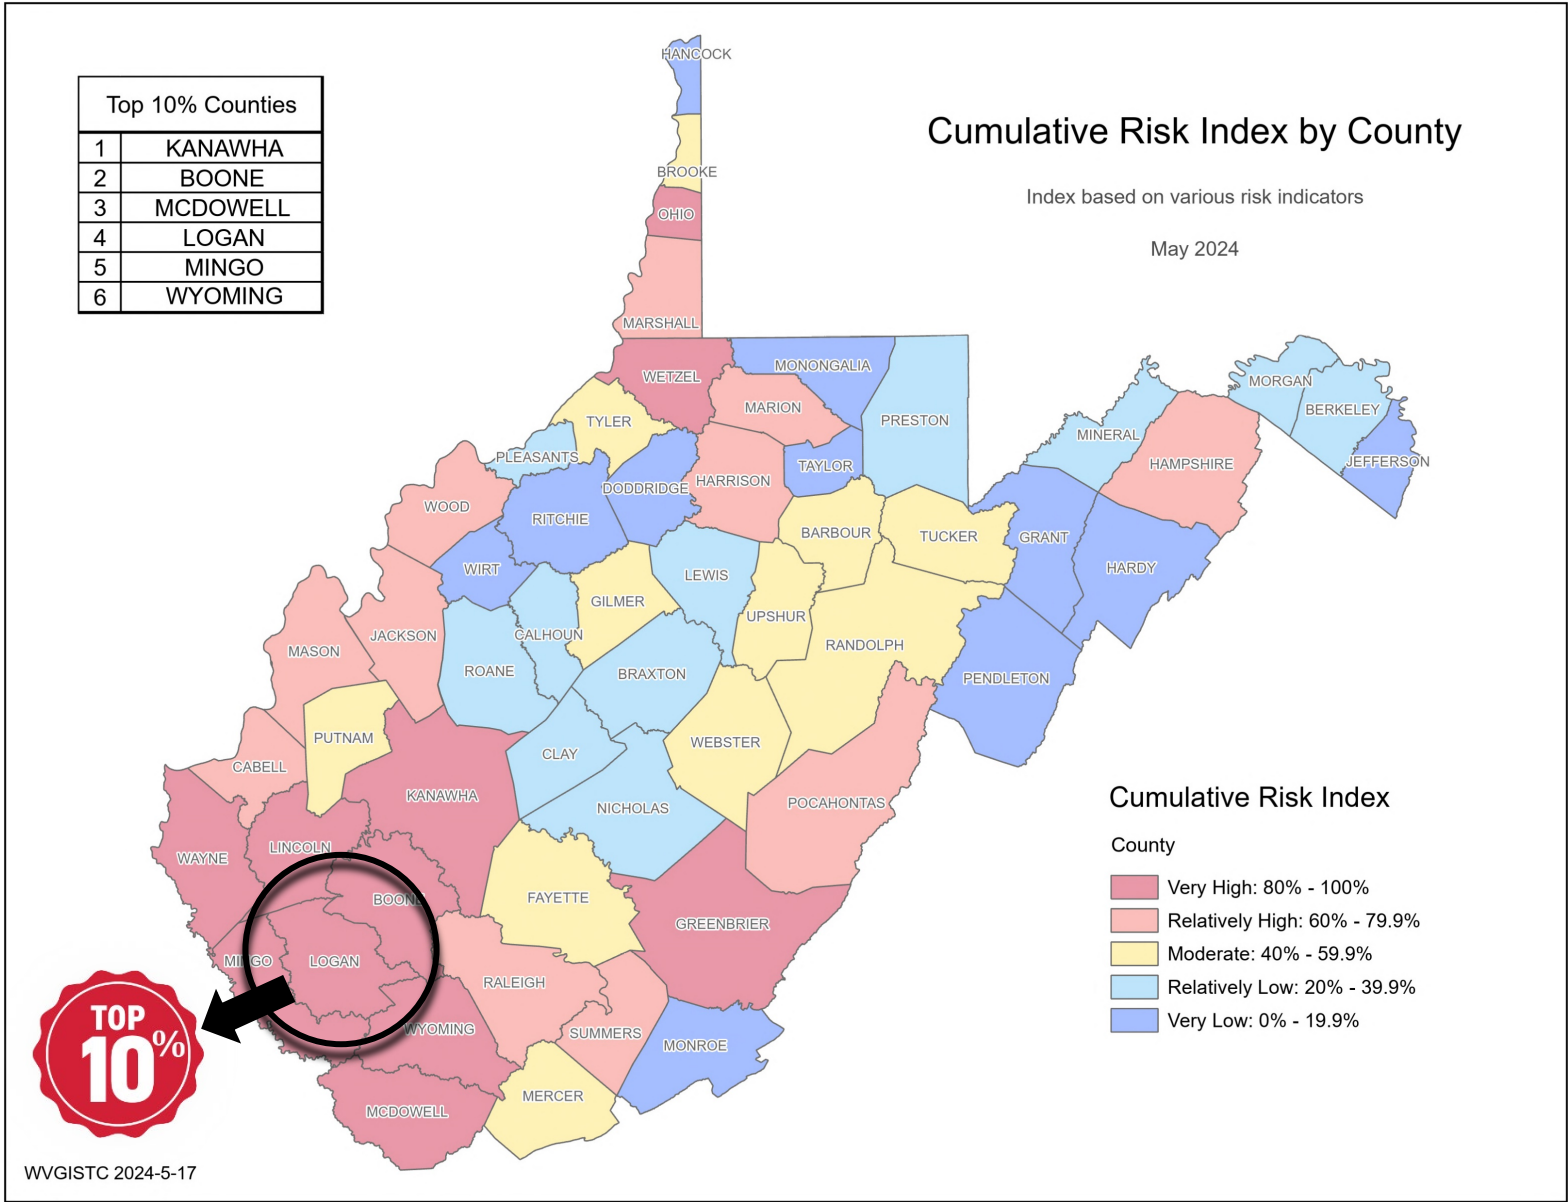 HANCOCK
Top 10% Counties
1 KANAWHA
2 BOONE
3 MCDOWELL
4 LOGAN
5 MINGO
6 WYOMING
Cumulative Risk Index by County
Index based on various risk indicators
May 2024
BROOKE
OHIO
MARSHALL
WETZEL
MONONGALIA
MARION
TYLER
PRESTON
MORGAN
BERKELEY
MINERAL
JEFFERSON
HAMPSHIRE
PLEASANTS
TAYLOR
DODDRIDGE
HARRISON
WOOD
RITCHIE
BARBOUR
TUCKER
GRANT
HARDY
WIRT
LEWIS
GILMER
UPSHUR
CALHOUN
JACKSON
RANDOLPH
MASON
ROANE
BRAXTON
PENDLETON
PUTNAM
WEBSTER
CLAY
CABELL
KANAWHA
POCAHONTAS
NICHOLAS
LINCOLN
WAYNE
BOONE
FAYETTE
GREENBRIER
MINGO
LOGAN
RALEIGH
WYOMING
SUMMERS
MONROE
MERCER
MCDOWELL
Cumulative Risk Index
County
Very High: 80% - 100%
Relatively High: 60% - 79.9%
Moderate: 40% - 59.9%
Relatively Low: 20% - 39.9%
Very Low: 0% - 19.9%
TOP
10%
WVGISTC 2024-5-17